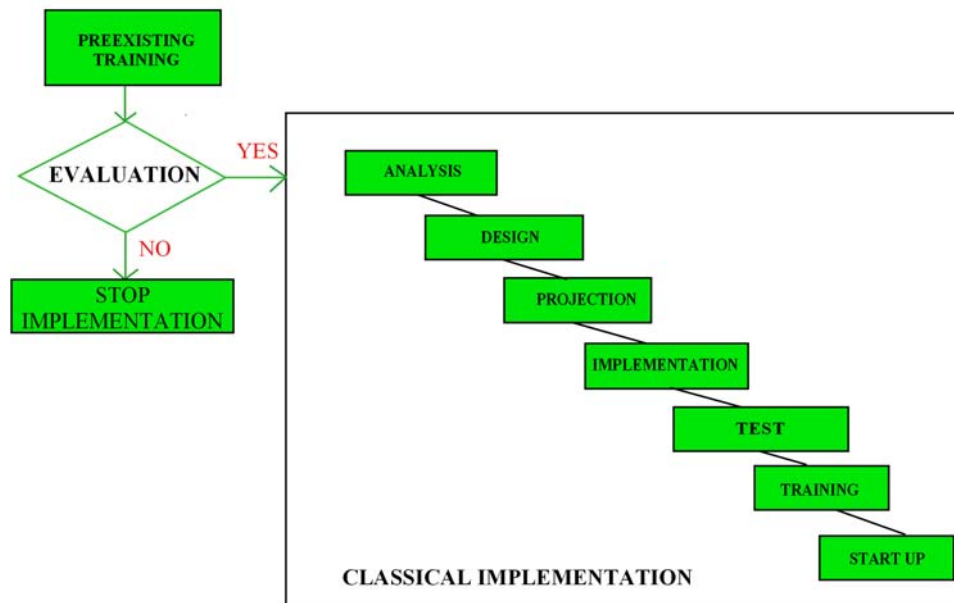 PREEXISTING
TRAINING
EVALUATION
YES
NO
STOP
IMPLEMENTATION
ANALYSIS
DESIGN
PROJECTION
IMPLEMENTATION
TEST
TRAINING
START UP
CLASSICAL IMPLEMENTATION